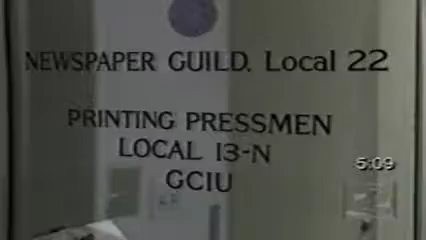 NEWSPAPER GUILD, Local 22
PRINTING PRESSMEN
LOCAL 13-N
GCIU
5:09